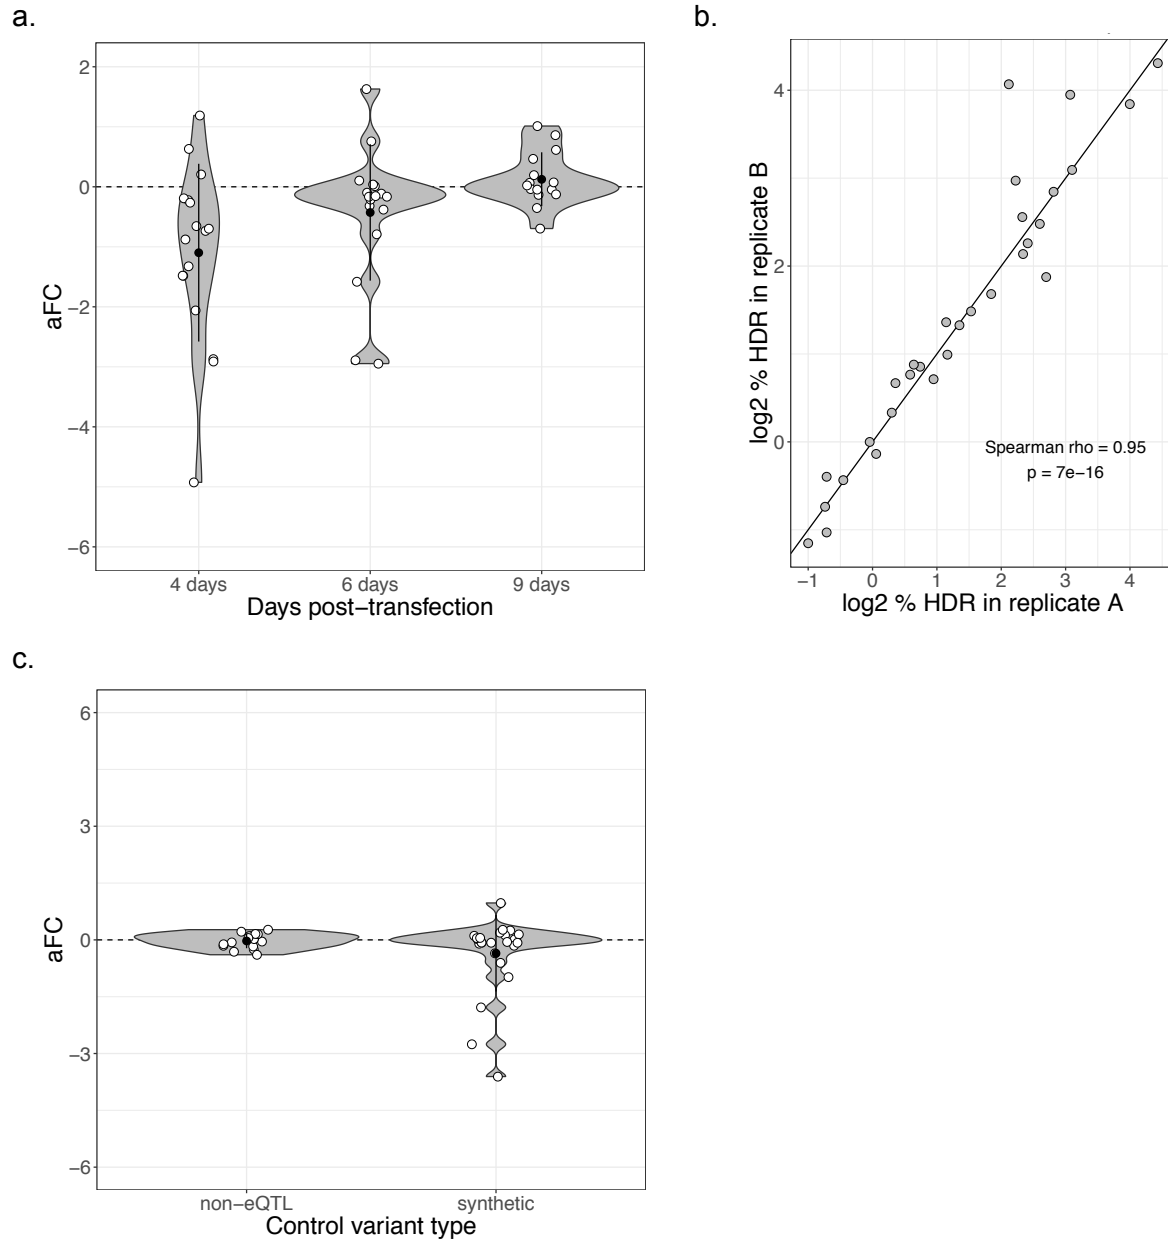 a.
2
0
−2
−4
−6
aFC
4 days
6 days
9 days
Days post−transfection
b.
4
2
0
log2 % HDR in replicate B
Spearman rho = 0.95
p = 7e−16
−1
0
1
2
3
4
log2 % HDR in replicate A
c.
6
3
0
−3
−6
aFC
non−eQTL
synthetic
Control variant type